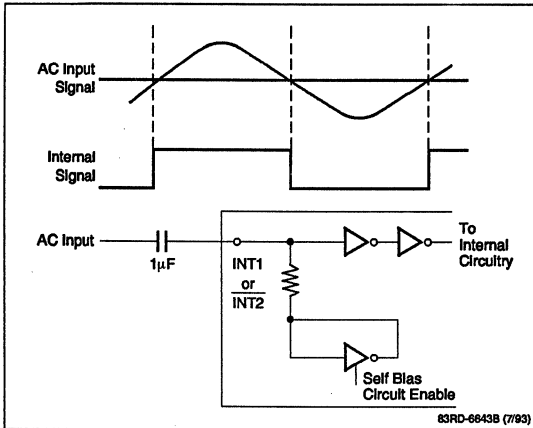 AC Input
Signal
Internal
Signal
AC Input
1µF
INT1
or
INT2
To
Internal
Circuitry
Self Bias
Circuit Enable
83RD-6643B (7/93)